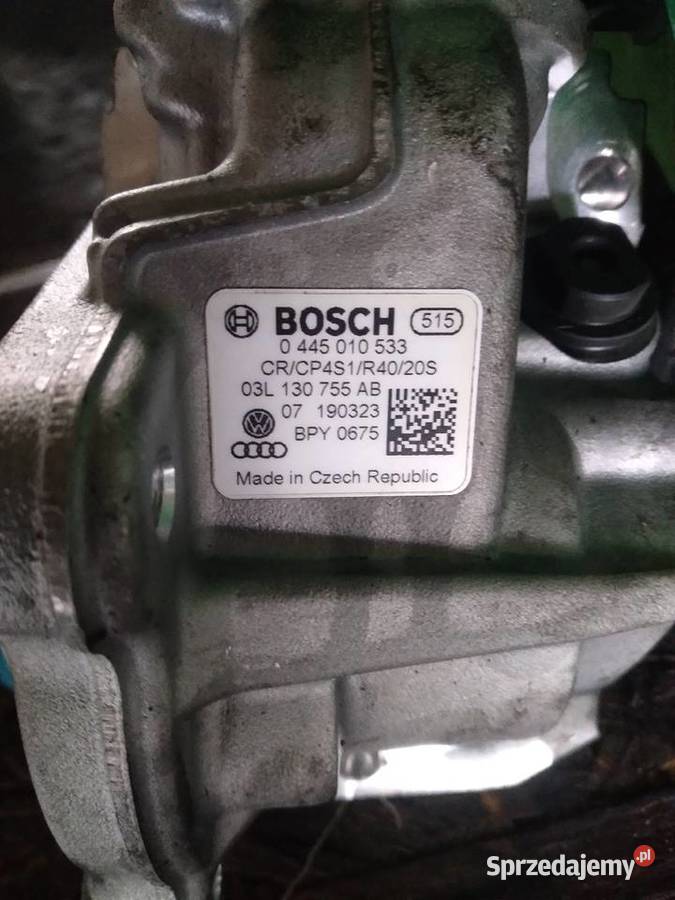 BOSCH 515
0 445 010 533
CR/CP4S1/R40/20S
03L 130 755 AB
07 190323
BPY 0675
Made in Czech Republic
Sprzedajemy.pl